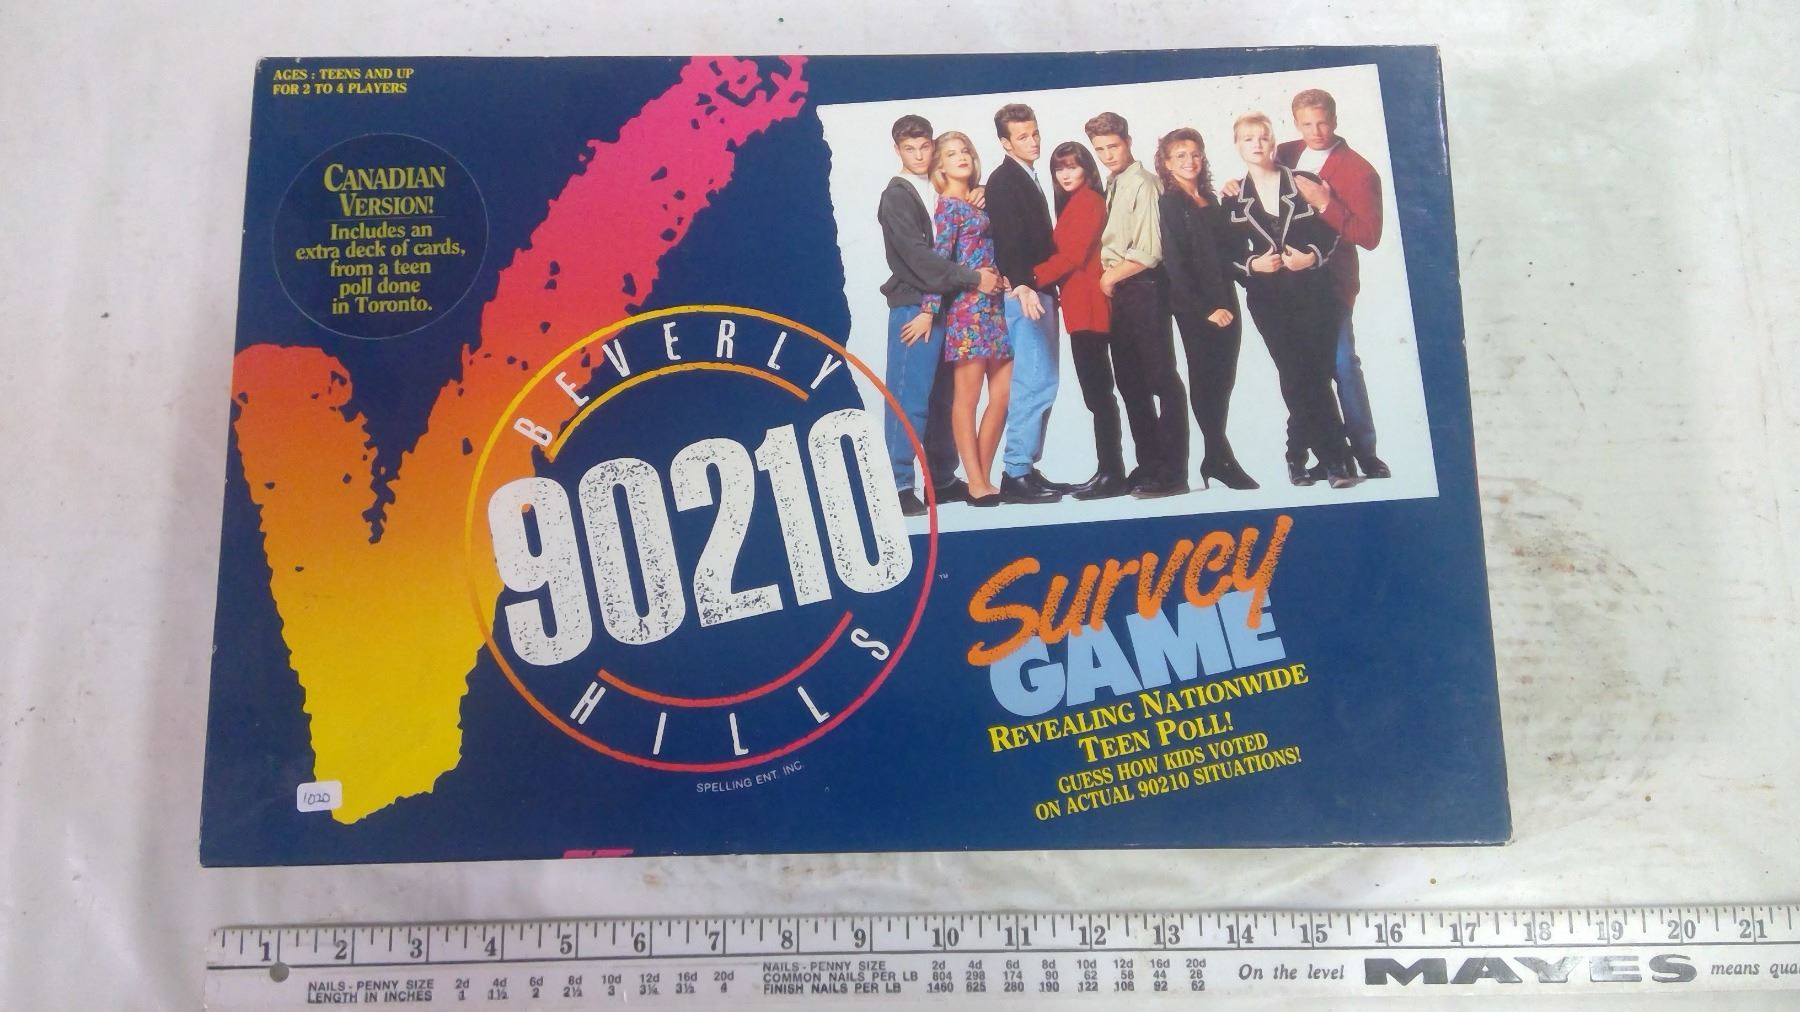 AGES : TEENS AND UP
FOR 2 TO 4 PLAYERS
CANADIAN
VERSION!
Includes an
extra deck of cards,
from a teen
poll done
in Toronto.
BEVERLY
90210
HILLS
TM
SPELLING ENT. INC.
Survey
GAME
REVEALING NATIONWIDE
TEEN POLL!
GUESS HOW KIDS VOTED
ON ACTUAL 90210 SITUATIONS!
1020
1 2 3 4 5 6 7 8 9 10 11 12 13 14 15 16 17 18 19 20 21
NAILS - PENNY SIZE 2d 4d 6d 8d 10d 12d 16d 20d
LENGTH IN INCHES 1 1½ 2 2½ 3 3¼ 3½ 4
NAILS - PENNY SIZE 2d 4d 6d 8d 10d 12d 16d 20d
COMMON NAILS PER LB 804 298 174 90 62 58 44 28
FINISH NAILS PER LB 1460 625 280 190 122 108 92 62
On the level MAYES means qua